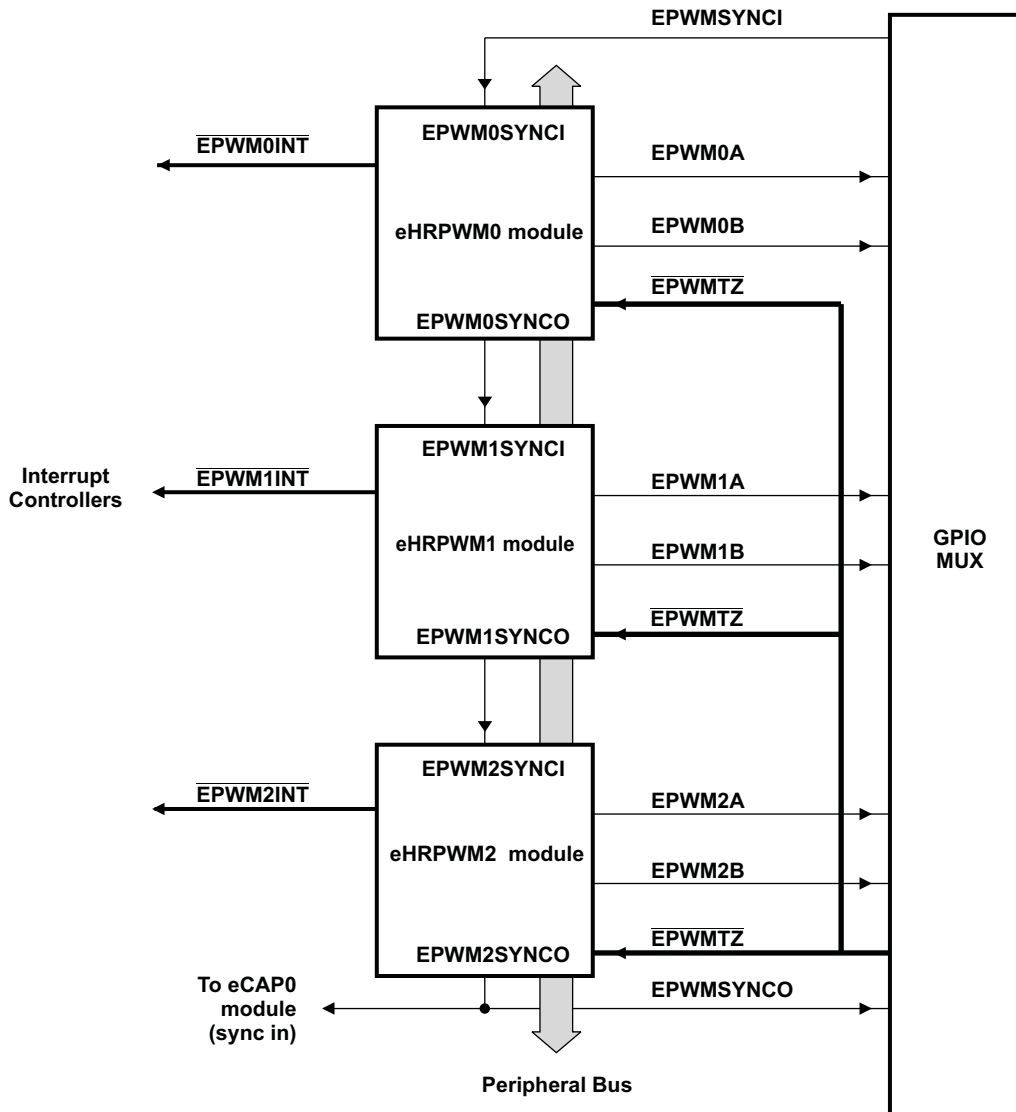 EPWMSYNCI
EPWM0SYNCI
EPWM0INT
EPWM0A
EPWM0B
eHRPWM0 module
EPWMTZ
EPWM0SYNCO
EPWM1SYNCI
Interrupt
Controllers
EPWM1INT
EPWM1A
eHRPWM1 module
EPWM1B
GPIO
MUX
EPWMTZ
EPWM1SYNCO
EPWM2SYNCI
EPWM2INT
EPWM2A
eHRPWM2 module
EPWM2B
EPWMTZ
EPWM2SYNCO
To eCAP0
module
(sync in)
EPWMSYNCO
Peripheral Bus